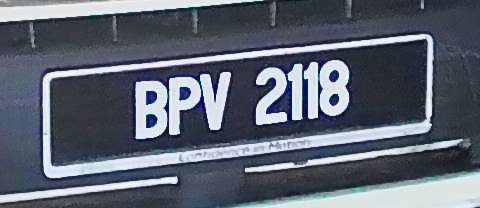 BPV 2118
Confidence in Motion